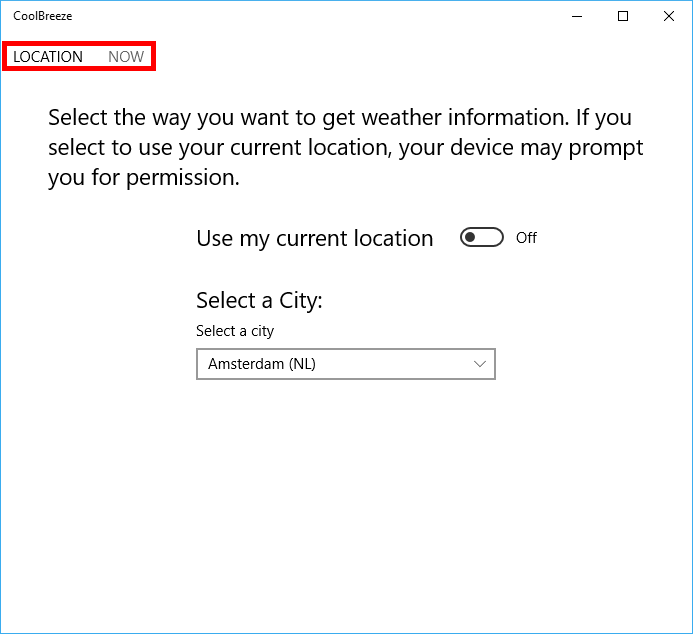 CoolBreeze
LOCATION NOW
Select the way you want to get weather information. If you
select to use your current location, your device may prompt
you for permission.
Use my current location Off
Select a City:
Select a city
Amsterdam (NL)